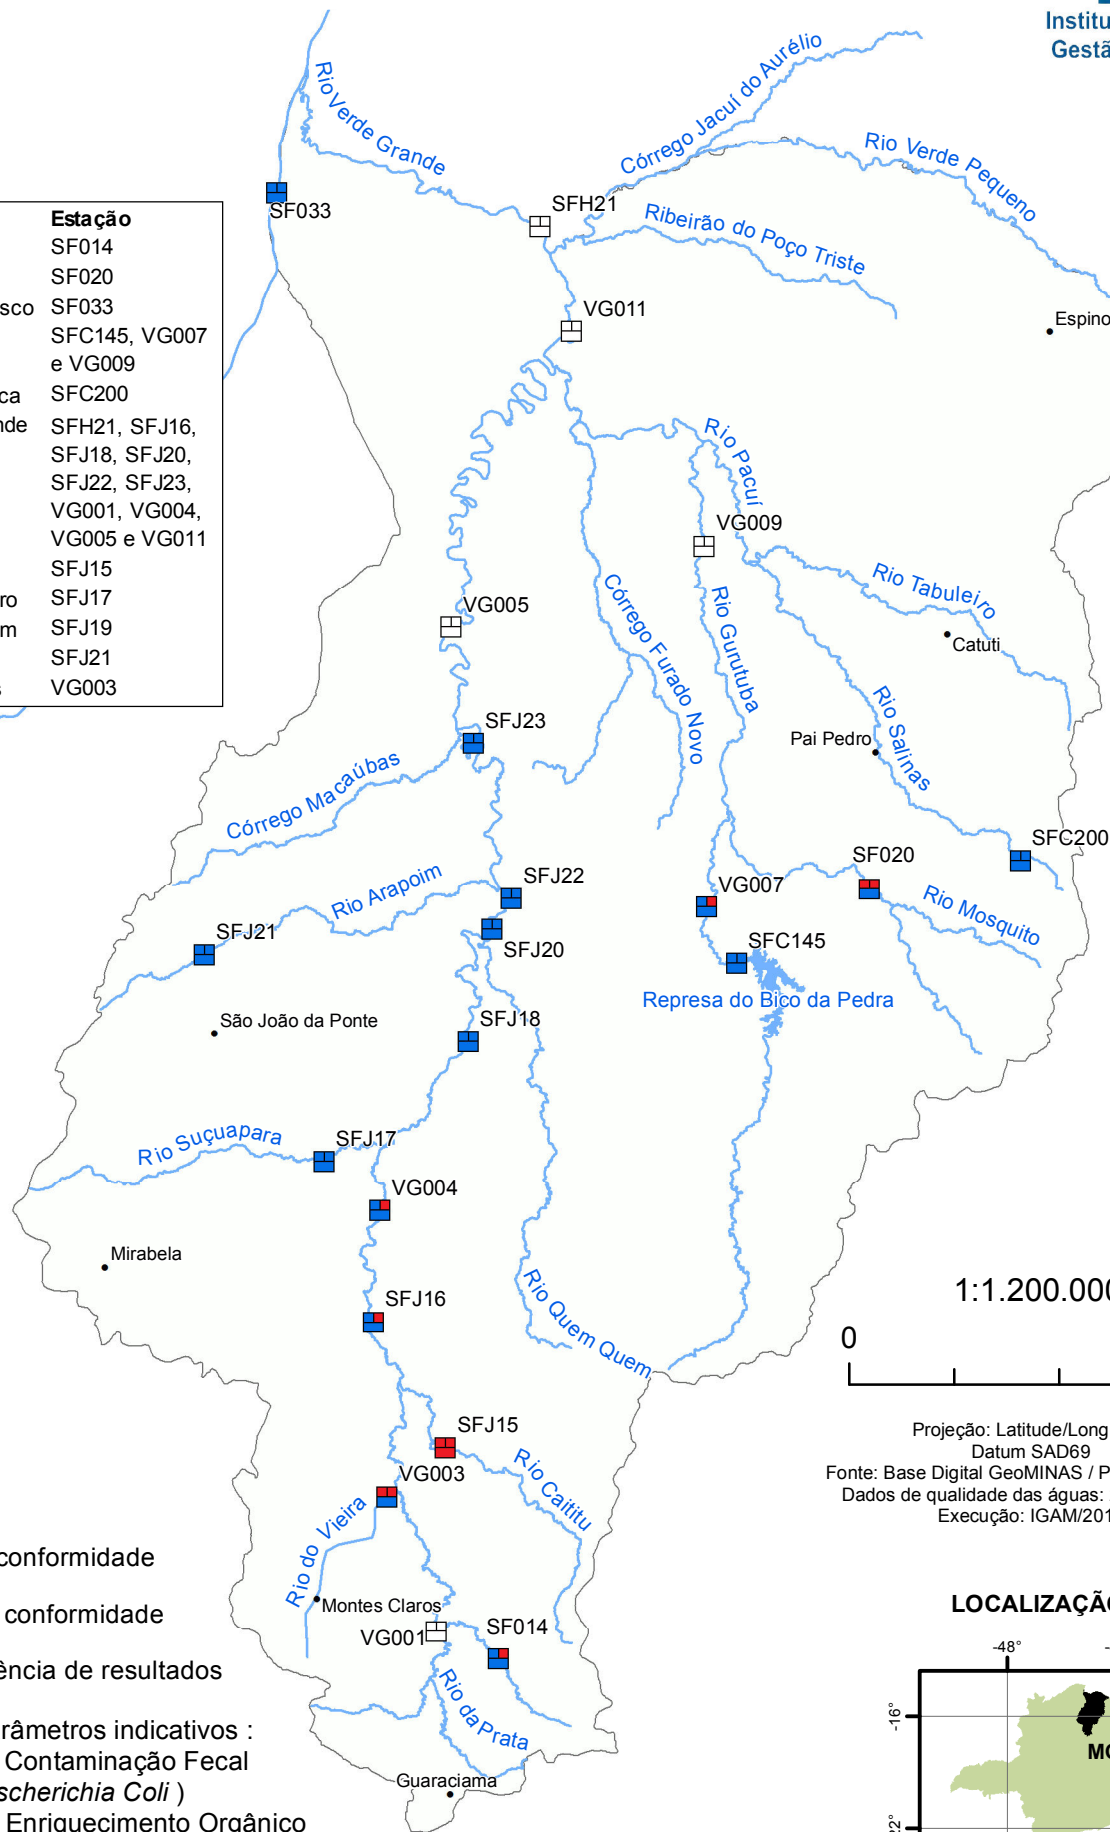 Institu
Gestã
Rio Verde Grande
Córrego Jacuí do Aurélio
Rio Verde Pequeno
SF033
SFH21
Ribeirão do Poço Triste
VG011
Espino
Estação
SF014
SF020
sco SF033
SFC145, VG007
e VG009
ca SFC200
nde SFH21, SFJ16,
SFJ18, SFJ20,
SFJ22, SFJ23,
VG001, VG004,
VG005 e VG011
SFJ15
ro SFJ17
m SFJ19
SFJ21
s VG003
Rio Pacuí
VG009
Rio Tabuleiro
Catuti
Córrego Furado Novo
Rio Gurutuba
VG005
Rio Salinas
Pai Pedro
SFJ23
Córrego Macaúbas
SFC200
SF020
Rio Mosquito
VG007
SFJ22
Rio Arapoim
SFJ21
SFJ20
SFC145
Represa do Bico da Pedra
São João da Ponte
SFJ18
Rio Suçuapara
SFJ17
VG004
Mirabela
SFJ16
Rio Quem Quem
1:1.200.000
0
SFJ15
Rio Caititu
VG003
Rio do Vieira
Projeção: Latitude/Long
Datum SAD69
Fonte: Base Digital GeoMINAS / P
Dados de qualidade das águas:
Execução: IGAM/201
conformidade
conformidade
ência de resultados
râmetros indicativos :
Contaminação Fecal
scherichia Coli )
Enriquecimento Orgânico
Montes Claros
VG001
SF014
Rio da Prata
Guaraciama
LOCALIZAÇÃO
-48°
-16°
MG
22°